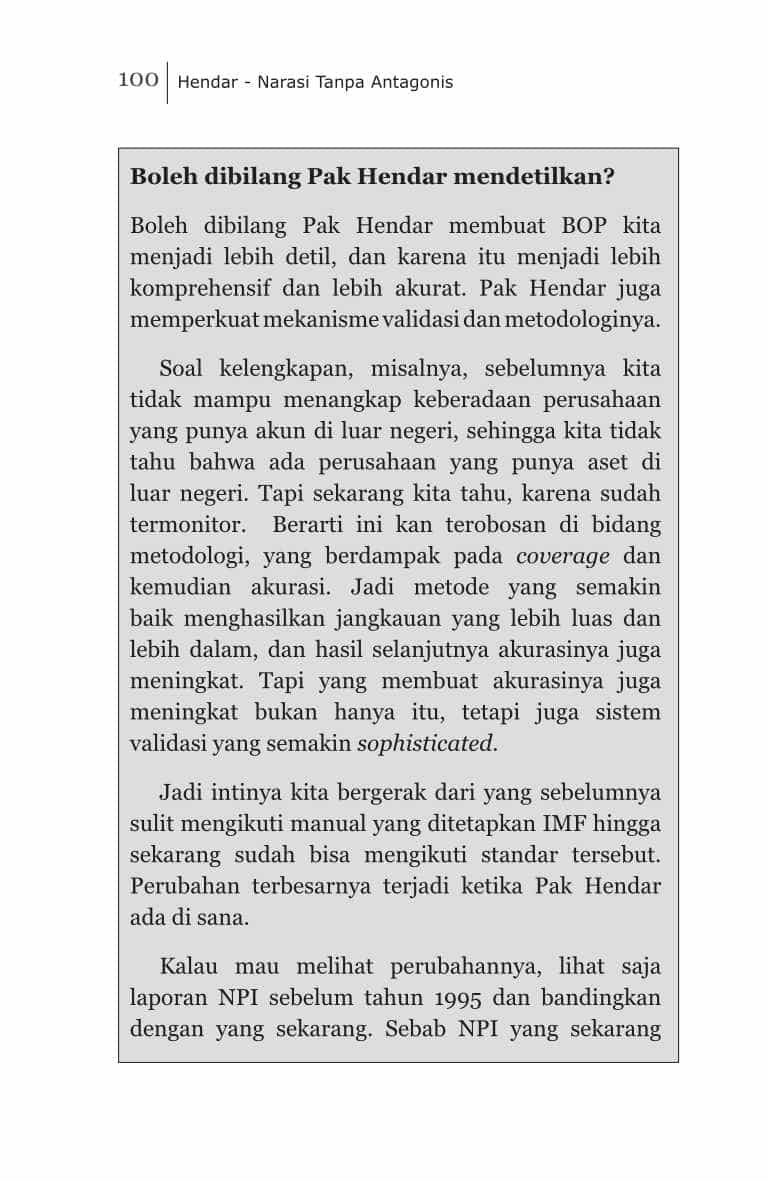 100 Hendar - Narasi Tanpa Antagonis
Boleh dibilang Pak Hendar mendetilkan?
Boleh dibilang Pak Hendar membuat BOP kita
menjadi lebih detil, dan karena itu menjadi lebih
komprehensif dan lebih akurat. Pak Hendar juga
memperkuat mekanisme validasi dan metodologinya.
Soal kelengkapan, misalnya, sebelumnya kita
tidak mampu menangkap keberadaan perusahaan
yang punya akun di luar negeri, sehingga kita tidak
tahu bahwa ada perusahaan yang punya aset di
luar negeri. Tapi sekarang kita tahu, karena sudah
termonitor. Berarti ini kan terobosan di bidang
metodologi, yang berdampak pada coverage dan
kemudian akurasi. Jadi metode yang semakin
baik menghasilkan jangkauan yang lebih luas dan
lebih dalam, dan hasil selanjutnya akurasinya juga
meningkat. Tapi yang membuat akurasinya juga
meningkat bukan hanya itu, tetapi juga sistem
validasi yang semakin sophisticated.
Jadi intinya kita bergerak dari yang sebelumnya
sulit mengikuti manual yang ditetapkan IMF hingga
sekarang sudah bisa mengikuti standar tersebut.
Perubahan terbesarnya terjadi ketika Pak Hendar
ada di sana.
Kalau mau melihat perubahannya, lihat saja
laporan NPI sebelum tahun 1995 dan bandingkan
dengan yang sekarang. Sebab NPI yang sekarang